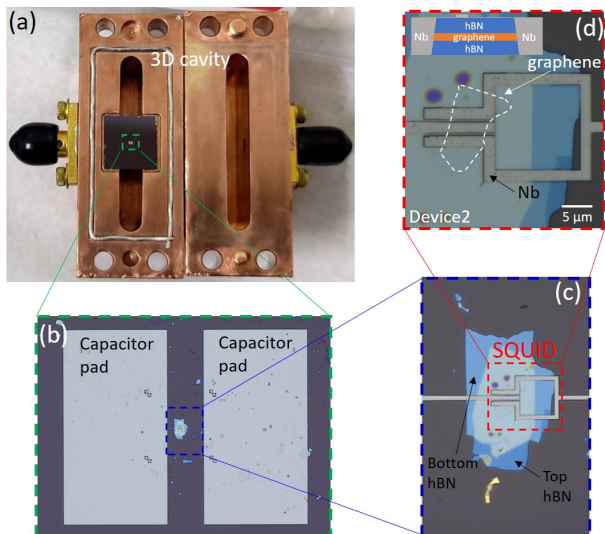 (a)
3D cavity
(d)
hBN
Nb
graphene
Nb
hBN
graphene
Nb
Device2
5 μm
(b)
Capacitor
pad
Capacitor
pad
(c)
SQUID
Bottom
hBN
Top
hBN